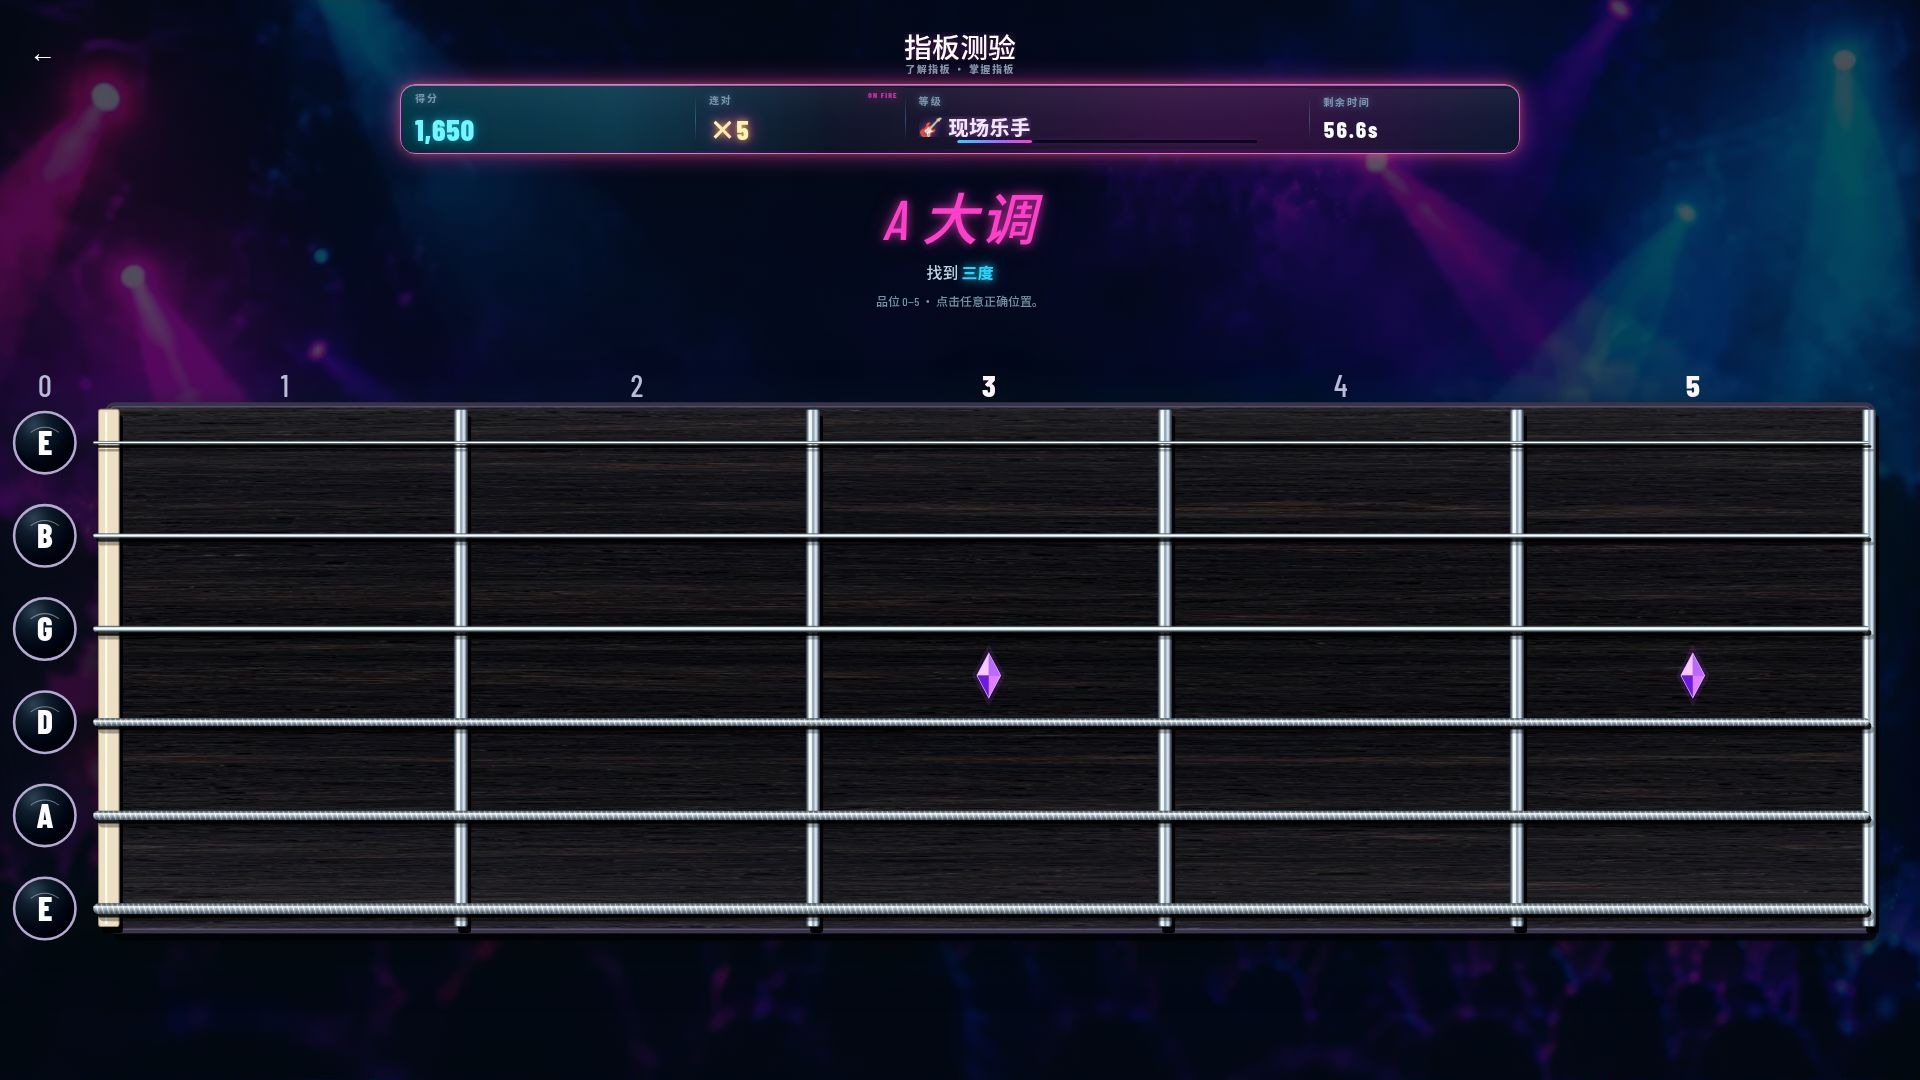 ←
指板测验
了解指板 • 掌握指板
得分
1,650
连对
×5
ON FIRE
等级
现场乐手
剩余时间
56.6s
A 大调
找到 三度
品位 0–5 • 点击任意正确位置。
0 1 2 3 4 5
E
B
G
D
A
E